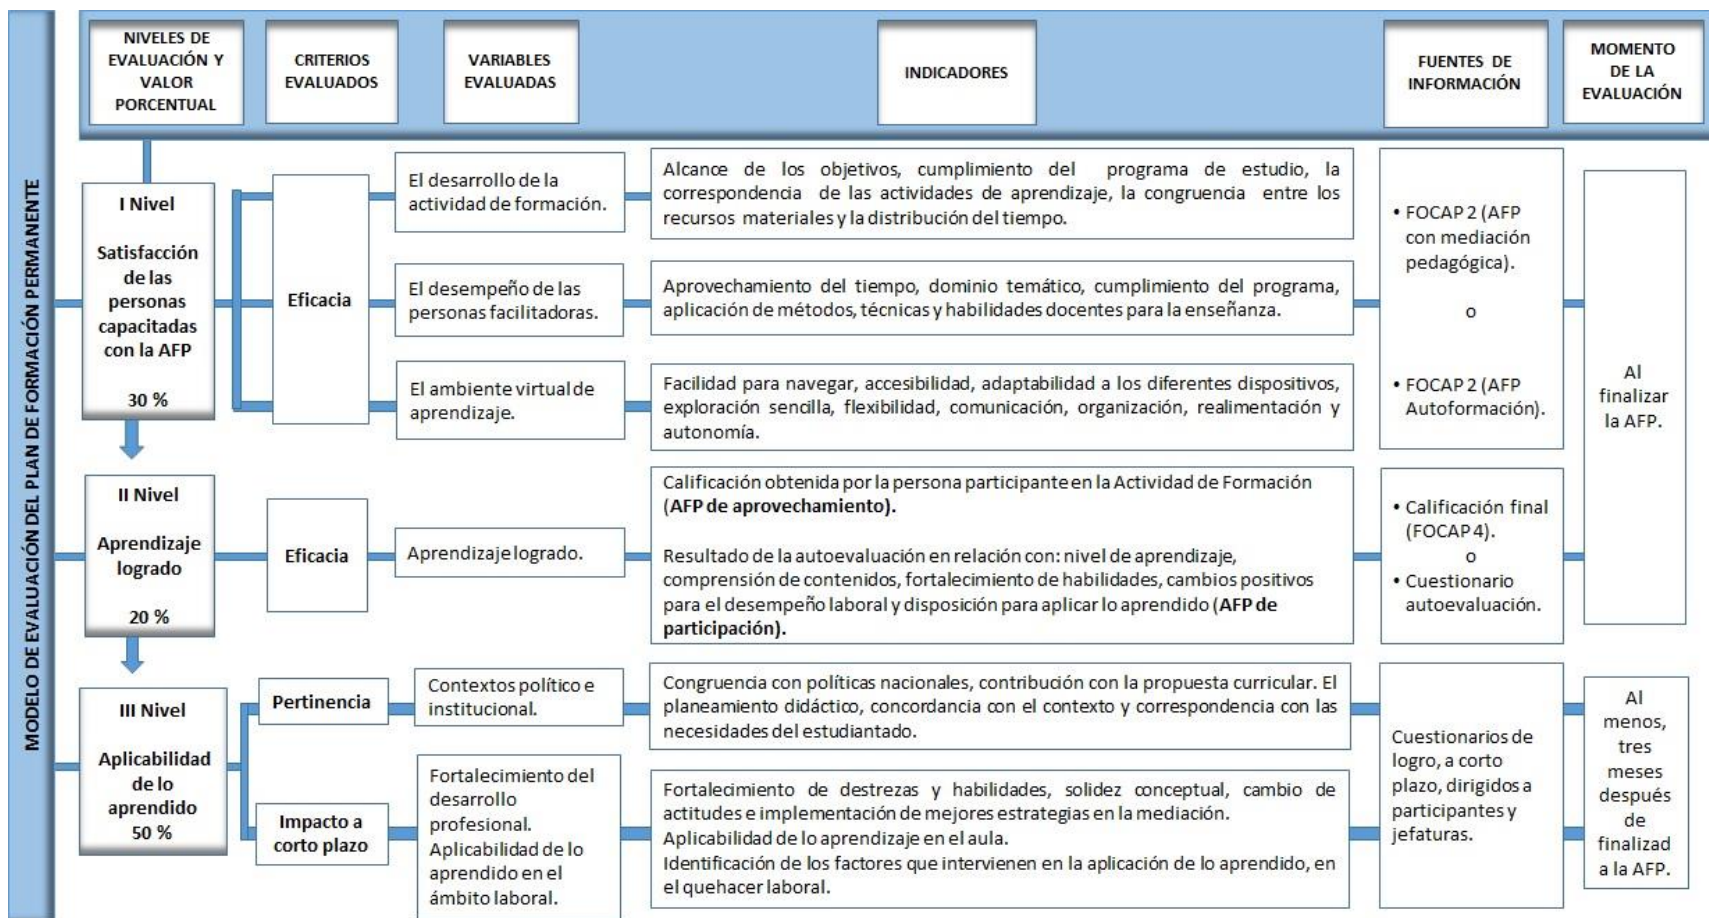 NIVELES DE
EVALUACIÓN Y
VALOR
PORCENTUAL
CRITERIOS
EVALUADOS
VARIABLES
EVALUADAS
INDICADORES
FUENTES DE
INFORMACIÓN
MOMENTO
DE LA
EVALUACIÓN
MODELO DE EVALUACIÓN DEL PLAN DE FORMACIÓN PERMANENTE
I Nivel
Satisfacción
de las
personas
capacitadas
con la AFP
30 %
Eficacia
El desarrollo de la
actividad de formación.
Alcance de los objetivos, cumplimiento del programa de estudio, la
correspondencia de las actividades de aprendizaje, la congruencia entre los
recursos materiales y la distribución del tiempo.
El desempeño de las
personas facilitadoras.
Aprovechamiento del tiempo, dominio temático, cumplimiento del programa,
aplicación de métodos, técnicas y habilidades docentes para la enseñanza.
El ambiente virtual de
aprendizaje.
Facilidad para navegar, accesibilidad, adaptabilidad a los diferentes dispositivos,
exploración sencilla, flexibilidad, comunicación, organización, realimentación y
autonomía.
• FOCAP 2 (AFP
con mediación
pedagógica).
o
• FOCAP 2 (AFP
Autoformación).
Al
finalizar
la AFP.
II Nivel
Aprendizaje
logrado
20 %
Eficacia
Aprendizaje logrado.
Calificación obtenida por la persona participante en la Actividad de Formación
(AFP de aprovechamiento).
Resultado de la autoevaluación en relación con: nivel de aprendizaje,
comprensión de contenidos, fortalecimiento de habilidades, cambios positivos
para el desempeño laboral y disposición para aplicar lo aprendido (AFP de
participación).
• Calificación final
(FOCAP 4).
o
• Cuestionario
autoevaluación.
III Nivel
Aplicabilidad
de lo
aprendido
50 %
Pertinencia
Contextos político e
institucional.
Congruencia con políticas nacionales, contribución con la propuesta curricular. El
planeamiento didáctico, concordancia con el contexto y correspondencia con las
necesidades del estudiantado.
Impacto a
corto plazo
Fortalecimiento del
desarrollo
profesional.
Aplicabilidad de lo
aprendido en el
ámbito laboral.
Fortalecimiento de destrezas y habilidades, solidez conceptual, cambio de
actitudes e implementación de mejores estrategias en la mediación.
Aplicabilidad de lo aprendizaje en el aula.
Identificación de los factores que intervienen en la aplicación de lo aprendido, en
el quehacer laboral.
Cuestionarios de
logro, a corto
plazo, dirigidos a
participantes y
jefaturas.
Al
menos,
tres
meses
después
de
finalizad
a la AFP.